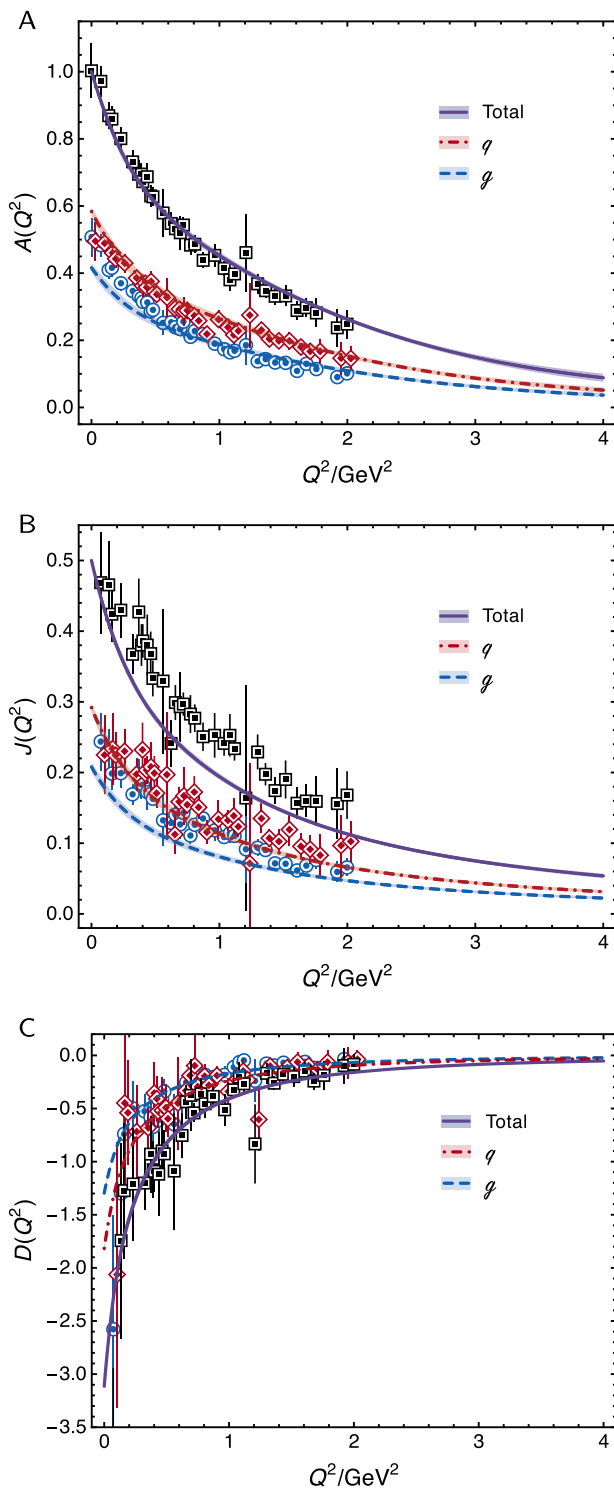 A
1.0
0.8
0.6
0.4
0.2
0.0
A(Q²)
Total
q
g
0 1 2 3 4
Q²/GeV²
B
0.5
0.4
0.3
0.2
0.1
0.0
J(Q²)
Total
q
g
0 1 2 3 4
Q²/GeV²
C
0.0
−0.5
−1.0
−1.5
−2.0
−2.5
−3.0
−3.5
D(Q²)
Total
q
g
0 1 2 3 4
Q²/GeV²